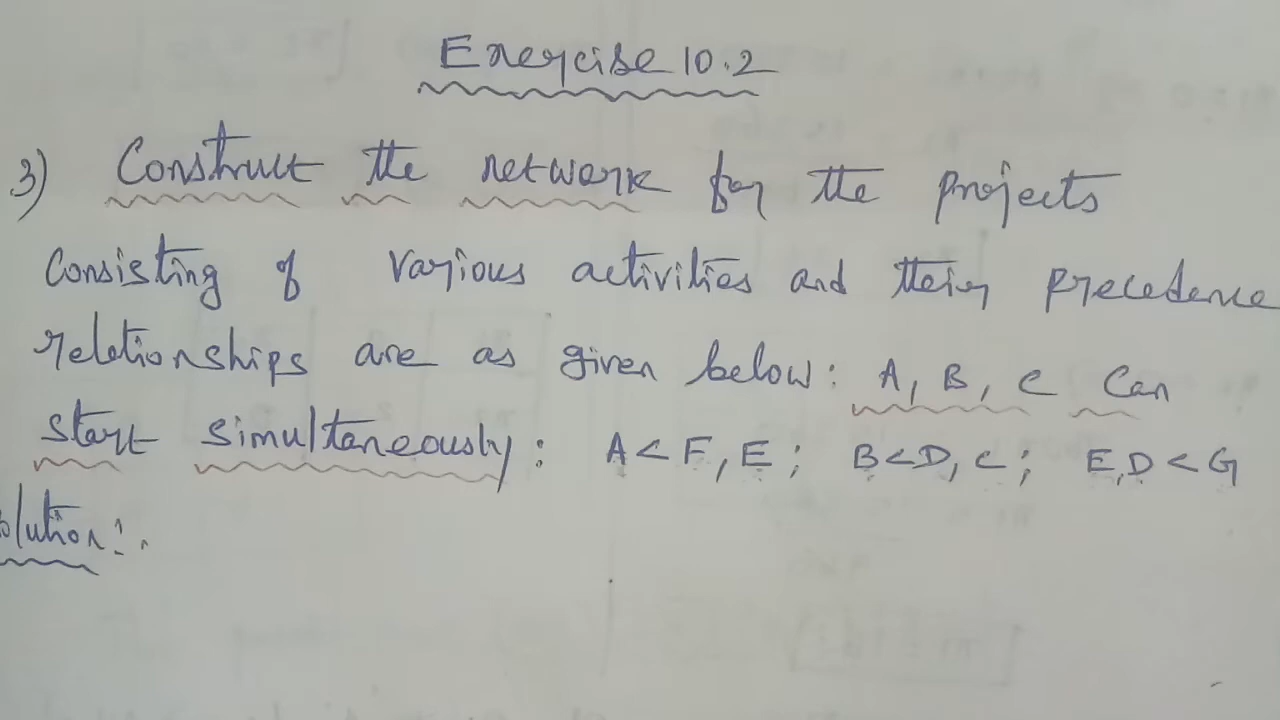 Exercise 10.2
3) Construct the network for the projects
consisting of various activities and their precedence
relationships are as given below: A, B, C can
start simultaneously: A<F, E; B<D, C; E, D<G
olution:.